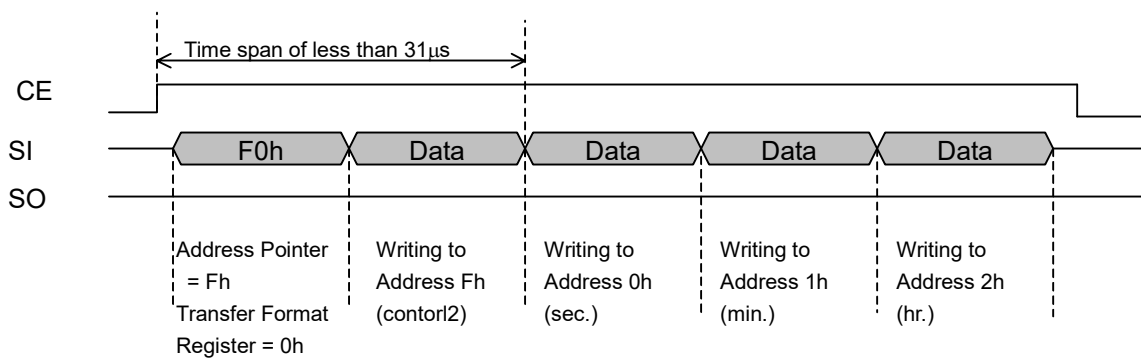 Time span of less than 31μs
CE
SI
F0h Data Data Data Data
SO
Address Pointer
= Fh
Transfer Format
Register = 0h
Writing to
Address Fh
(contorl2)
Writing to
Address 0h
(sec.)
Writing to
Address 1h
(min.)
Writing to
Address 2h
(hr.)